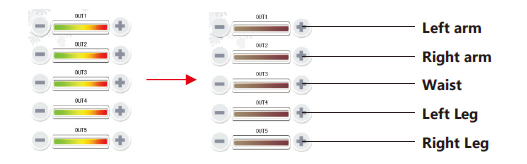 OUT1 OUT1 Left arm
OUT2 OUT2 Right arm
OUT3 OUT3 Waist
OUT4 OUT4 Left Leg
OUT5 OUT5 Right Leg